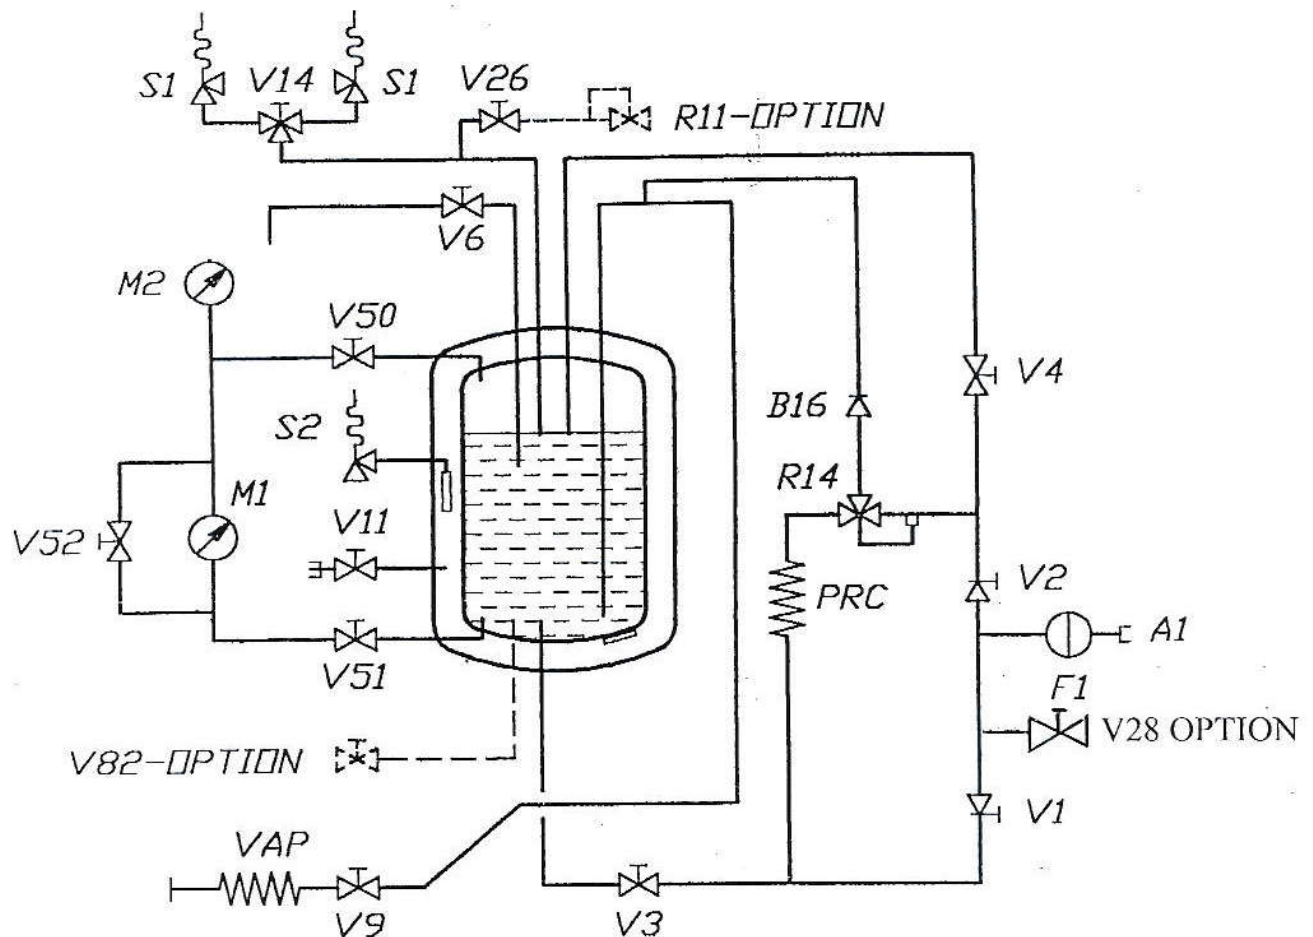 S1
V14
S1
V26
R11-OPTION
V6
M2
V50
V4
B16
S2
R14
M1
V11
V52
V2
PRC
A1
V51
F1
V28 OPTION
V82-OPTION
V1
VAP
V9
V3